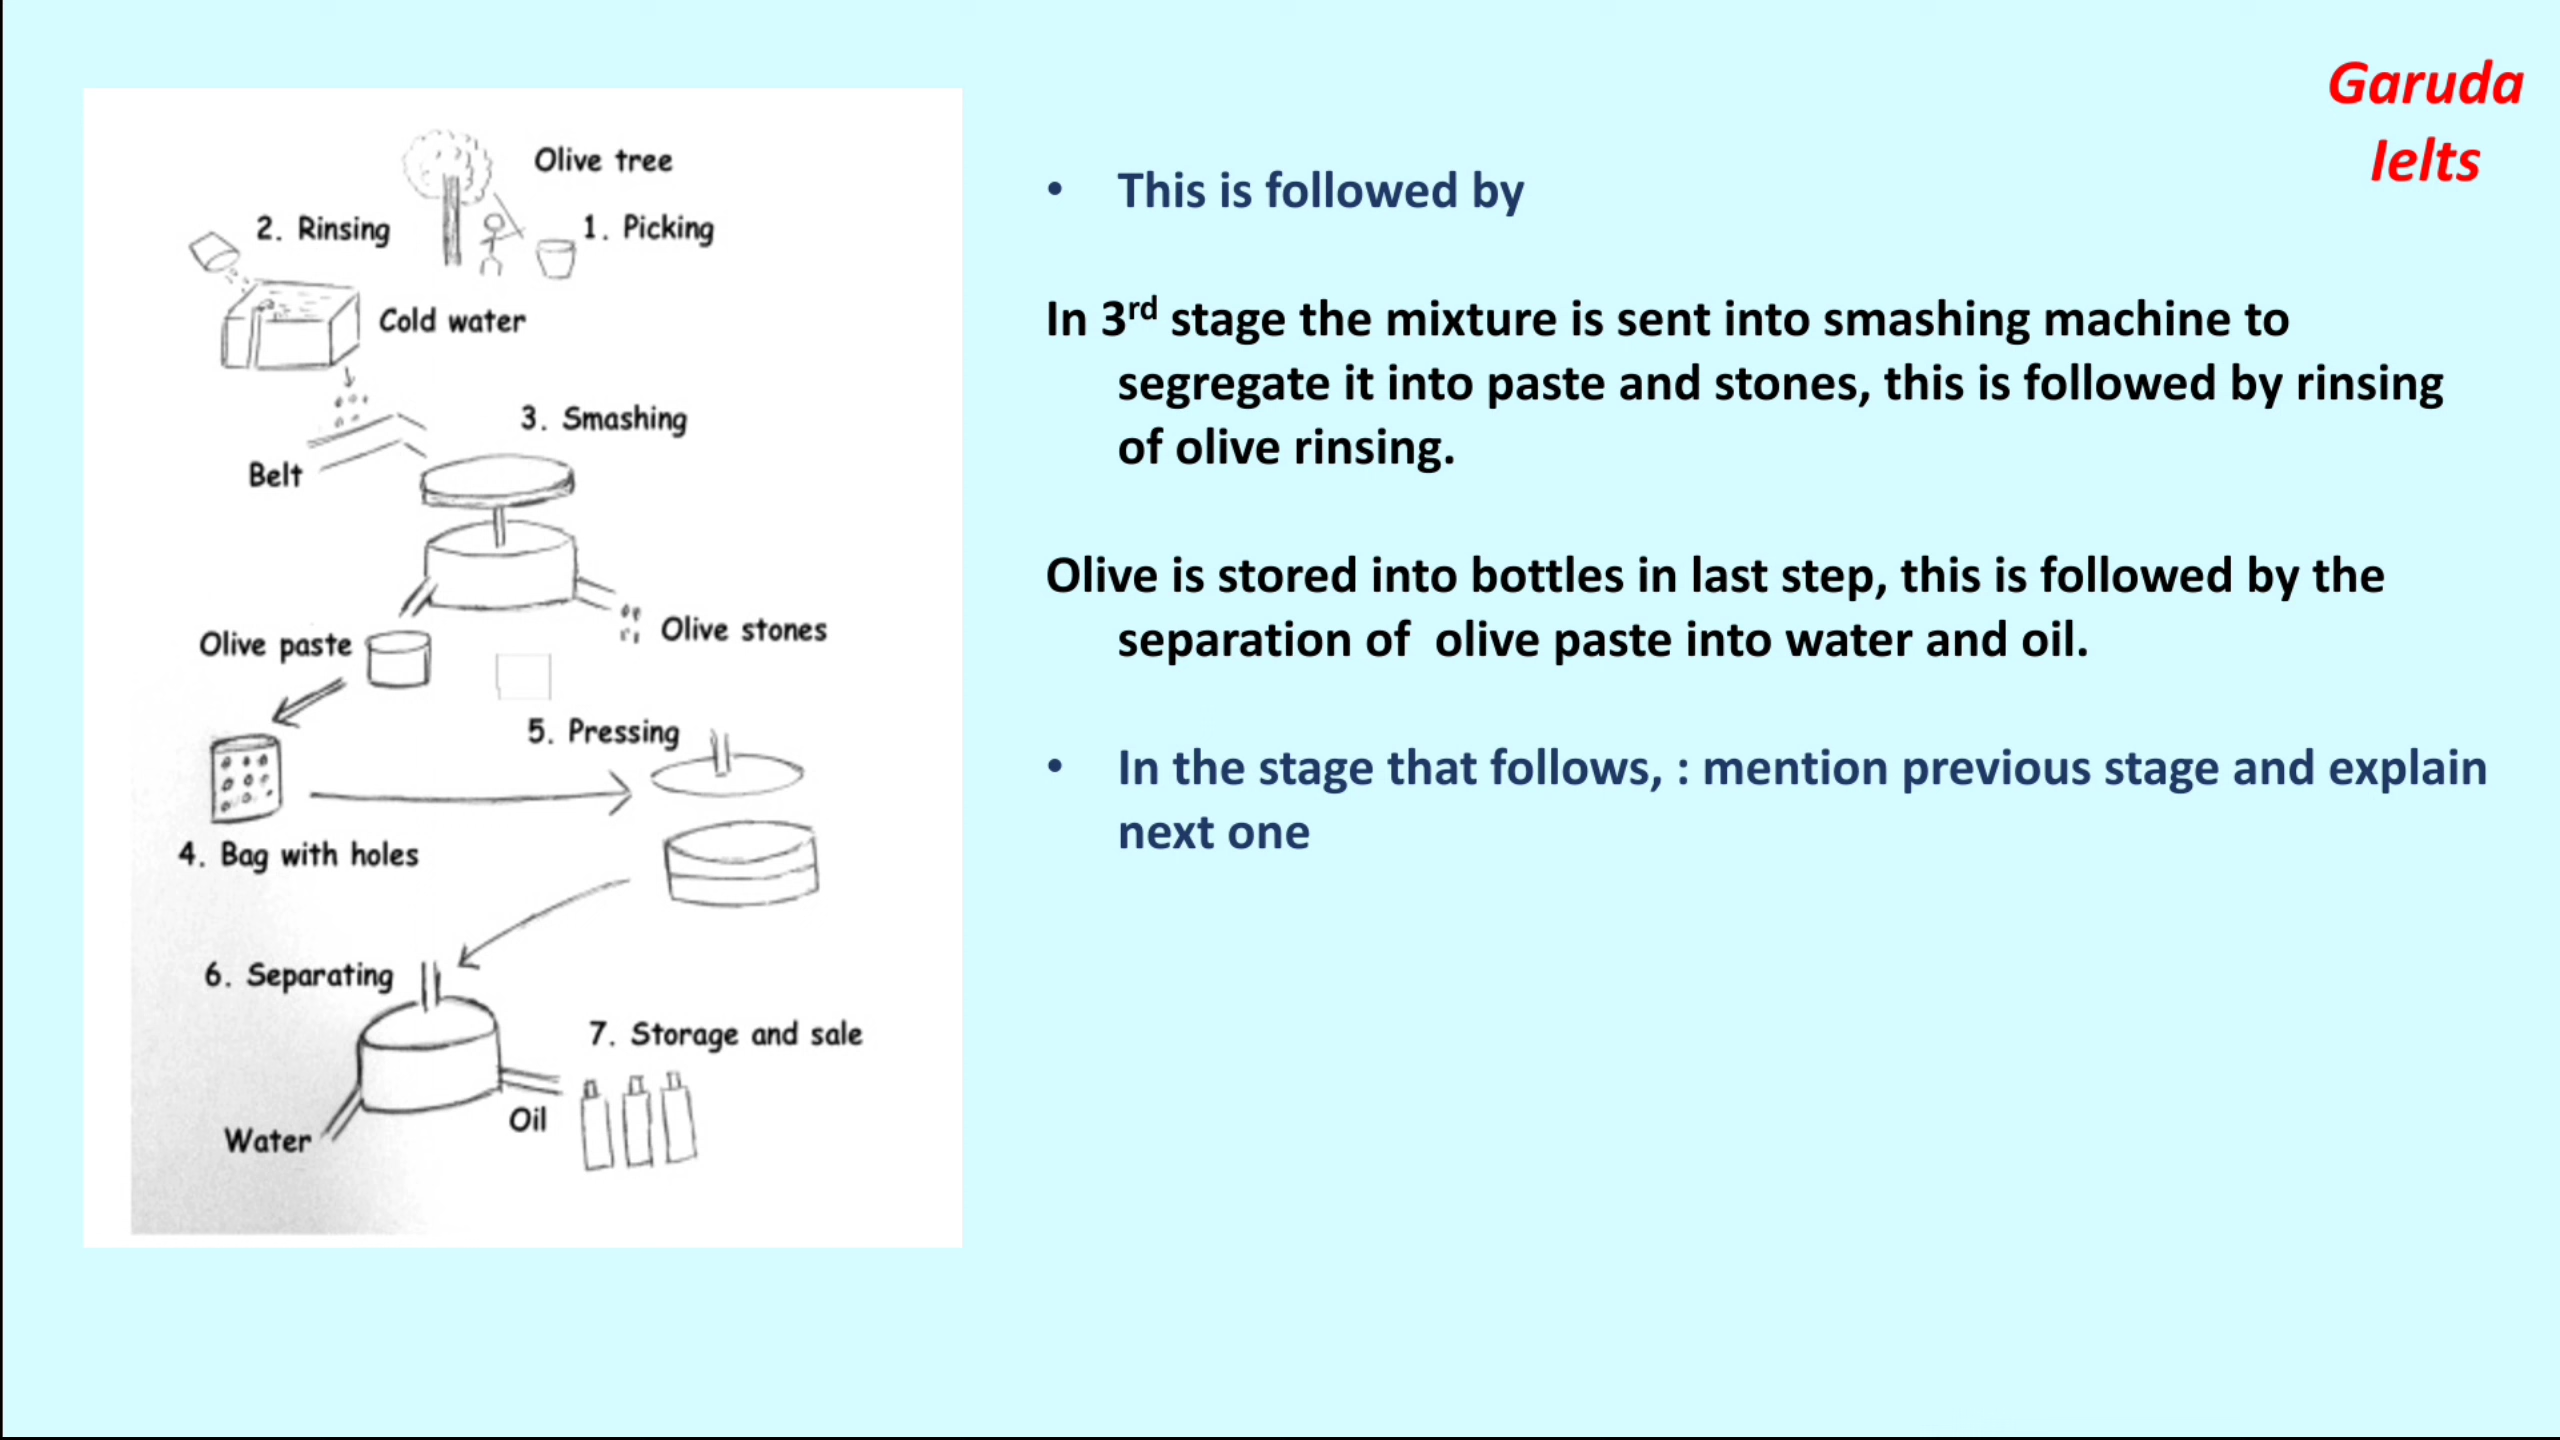 Garuda
Ielts
Olive tree
2. Rinsing
1. Picking
Cold water
3. Smashing
Belt
Olive paste
Olive stones
5. Pressing
4. Bag with holes
6. Separating
7. Storage and sale
Oil
Water
• This is followed by
In 3rd stage the mixture is sent into smashing machine to
segregate it into paste and stones, this is followed by rinsing
of olive rinsing.
Olive is stored into bottles in last step, this is followed by the
separation of  olive paste into water and oil.
• In the stage that follows, : mention previous stage and explain
next one